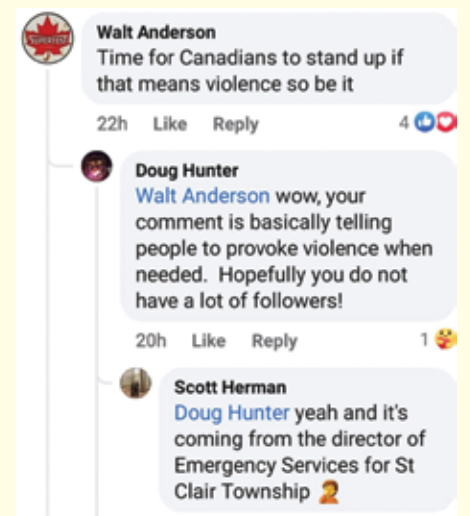 SUPERFEST
Walt Anderson
Time for Canadians to stand up if
that means violence so be it
22h Like Reply 4
Doug Hunter
Walt Anderson wow, your
comment is basically telling
people to provoke violence when
needed. Hopefully you do not
have a lot of followers!
20h Like Reply 1
Scott Herman
Doug Hunter yeah and it's
coming from the director of
Emergency Services for St
Clair Township 🤦